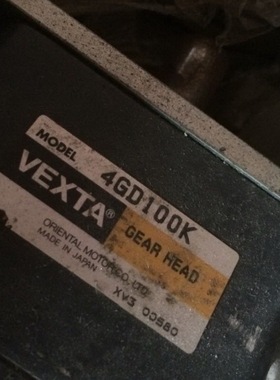 MODEL 4GD100K
VEXTA® GEAR HEAD
ORIENTAL MOTOR CO., LTD.
MADE IN JAPAN
XV3 00580